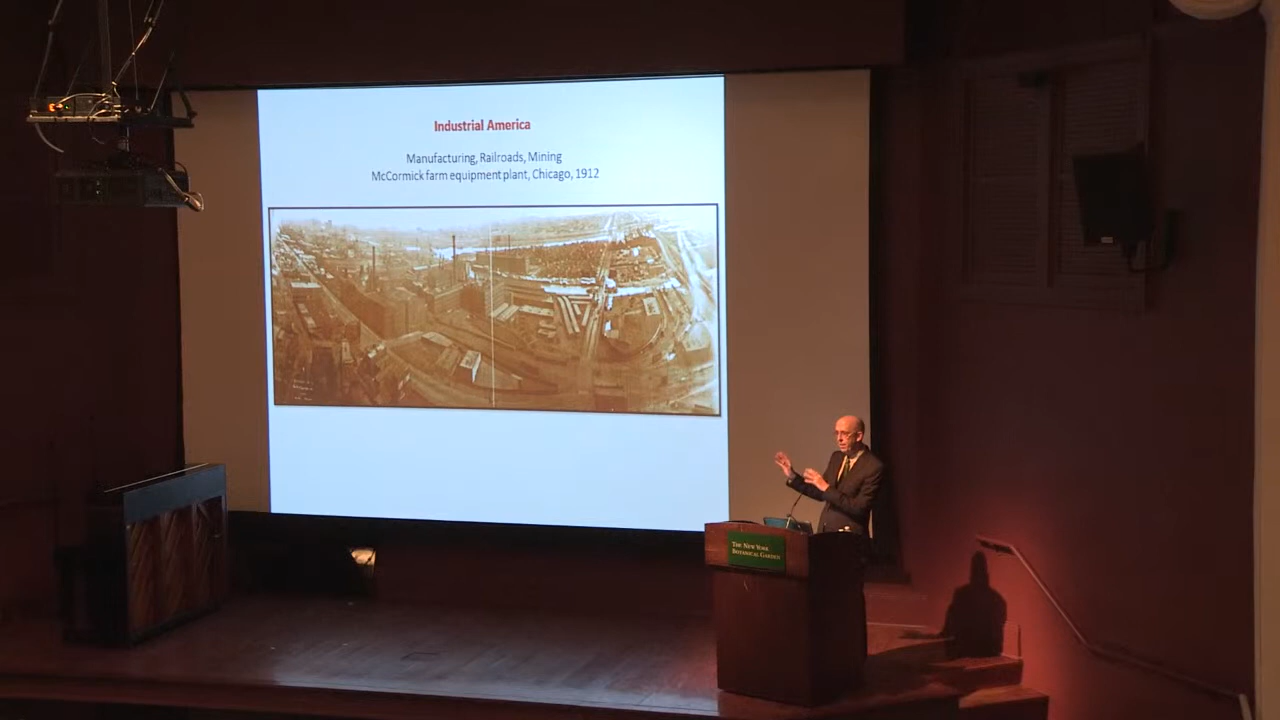 Industrial America
Manufacturing, Railroads, Mining
McCormick farm equipment plant, Chicago, 1912
THE NEW YORK
BOTANICAL GARDEN